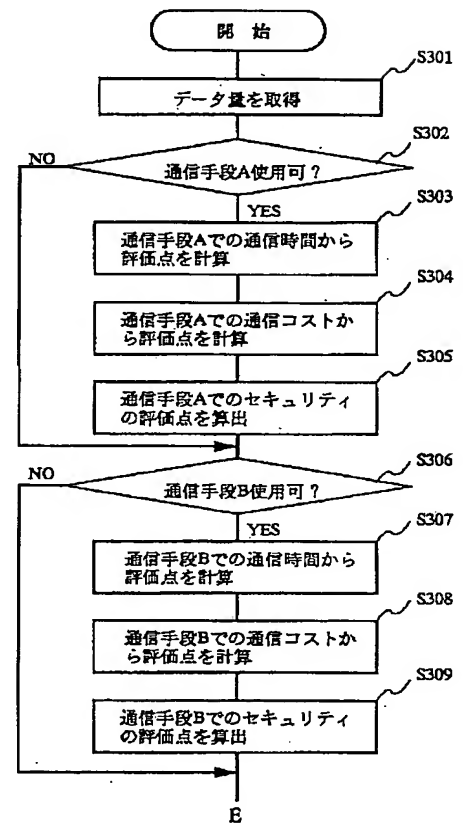 開 始
S301
データ量を取得
S302
NO
通信手段A使用可？
YES
S303
通信手段Aでの通信時間から
評価点を計算
S304
通信手段Aでの通信コストか
ら評価点を計算
S305
通信手段Aでのセキュリティ
の評価点を算出
S306
NO
通信手段B使用可？
YES
S307
通信手段Bでの通信時間から
評価点を計算
S308
通信手段Bでの通信コストか
ら評価点を計算
S309
通信手段Bでのセキュリティ
の評価点を算出
E